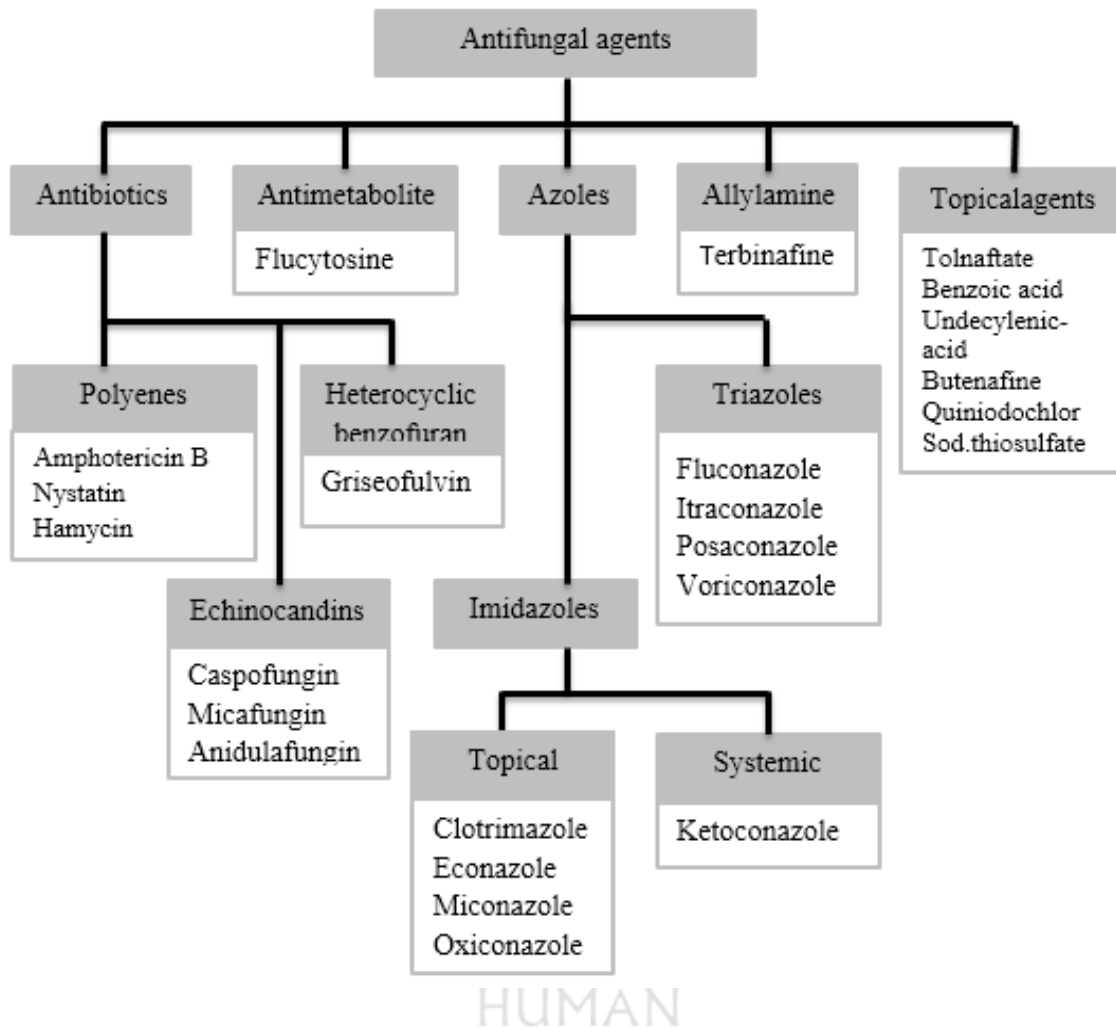 Antifungal agents
Antibiotics
Antimetabolite
Flucytosine
Azoles
Allylamine
Terbinafine
Topicalagents
Tolnaftate
Benzoic acid
Undecylenic-
acid
Butenafine
Quiniodochlor
Sod.thiosulfate
Polyenes
Amphotericin B
Nystatin
Hamycin
Heterocyclic
benzofuran
Griseofulvin
Triazoles
Fluconazole
Itraconazole
Posaconazole
Voriconazole
Echinocandins
Caspofungin
Micafungin
Anidulafungin
Imidazoles
Topical
Clotrimazole
Econazole
Miconazole
Oxiconazole
Systemic
Ketoconazole
HUMAN